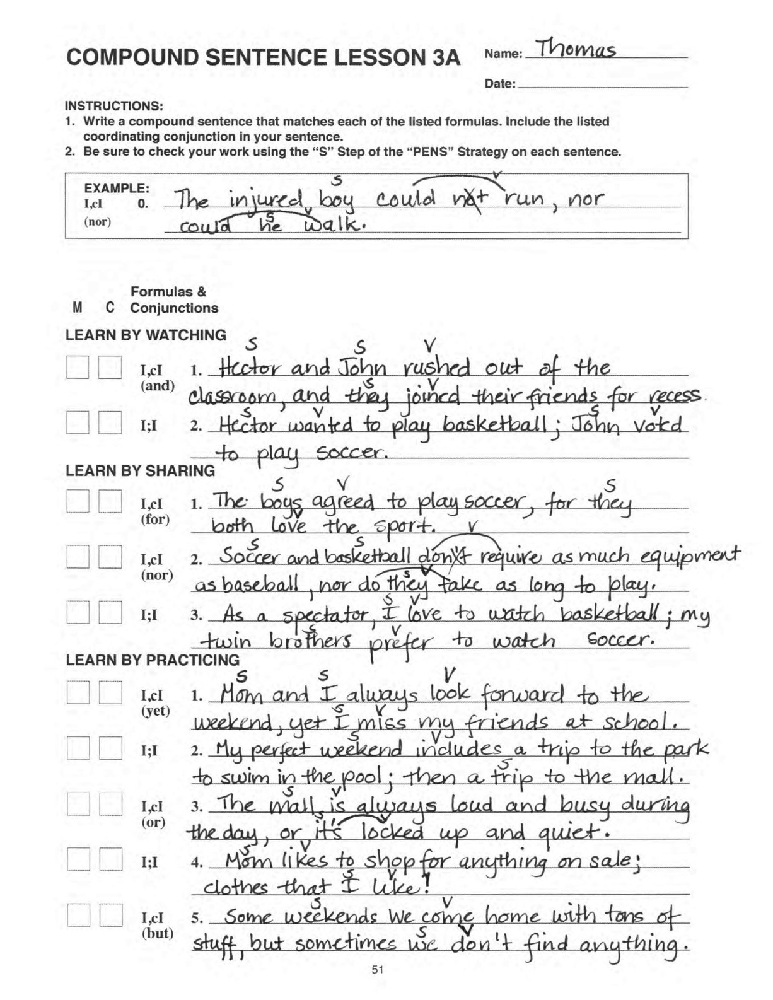 COMPOUND SENTENCE LESSON 3A
Name: Thomas
Date:
INSTRUCTIONS:
1. Write a compound sentence that matches each of the listed formulas. Include the listed
coordinating conjunction in your sentence.
2. Be sure to check your work using the “S” Step of the “PENS” Strategy on each sentence.
S V
EXAMPLE:
I,cI 0. The injured boy could not run, nor
S V
(nor) could he walk.
Formulas &
M C Conjunctions
LEARN BY WATCHING
S S V
I,cI 1. Hector and John rushed out of the
(and)
S V
classroom, and they joined their friends for recess.
S V S V
I;I 2. Hector wanted to play basketball; John voted
to play soccer.
LEARN BY SHARING
S V S
I,cI 1. The boys agreed to play soccer, for they
(for)
V
both love the sport.
S S V
I,cI 2. Soccer and basketball don't require as much equipment
(nor)
S V
as baseball, nor do they take as long to play.
S V
I;I 3. As a spectator, I love to watch basketball; my
S V
twin brothers prefer to watch soccer.
LEARN BY PRACTICING
S S V
I,cI 1. Mom and I always look forward to the
(yet)
S V
weekend, yet I miss my friends at school.
S V
I;I 2. My perfect weekend includes a trip to the park
S
to swim in the pool; then a trip to the mall.
S V
I,cI 3. The mall is always loud and busy during
(or)
S V
the day, or it's locked up and quiet.
S V
I;I 4. Mom likes to shop for anything on sale;
S V
clothes that I like!
S V
I,cI 5. Some weekends we come home with tons of
(but)
S V
stuff, but sometimes we don't find anything.
51